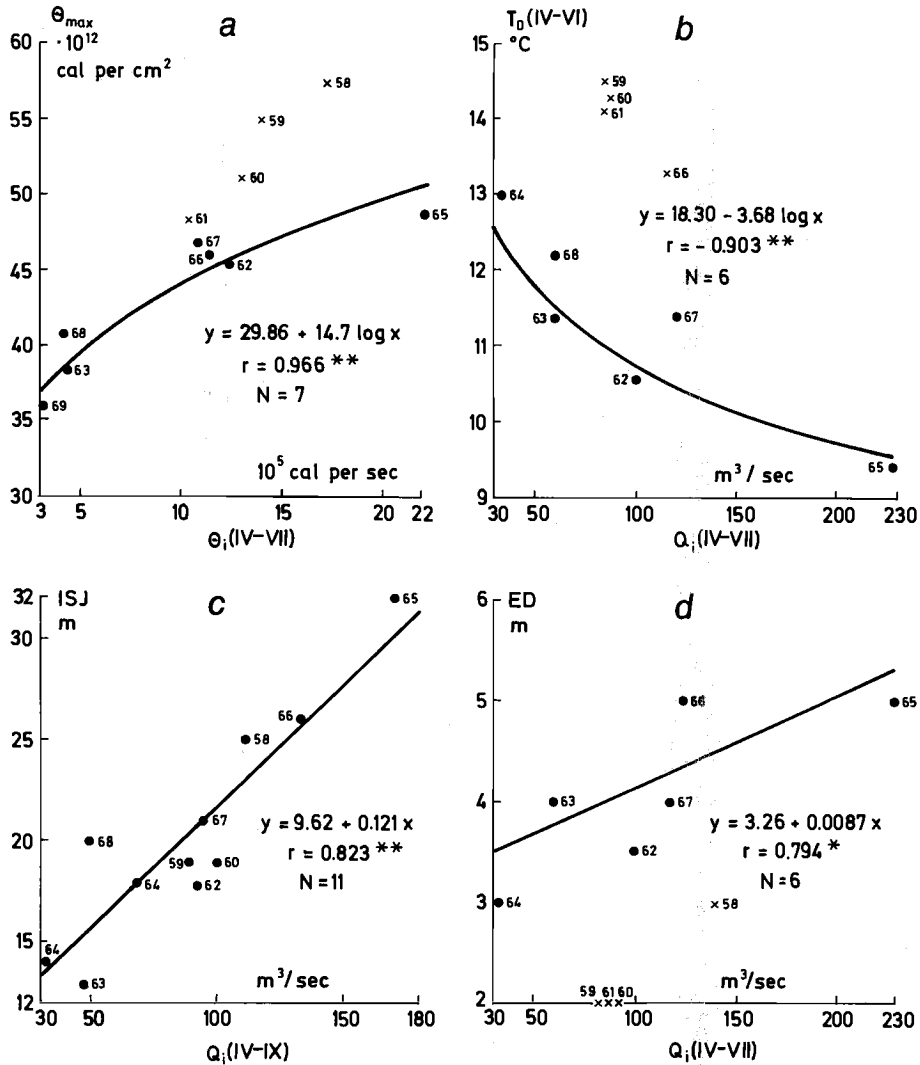 Θmax
·10¹²
cal per cm²
a
60
55
50
45
40
35
30
× 58
× 59
× 60
× 61
67
66
62
65
68
63
69
y = 29.86 + 14.7 log x
r = 0.966 **
N = 7
10⁵ cal per sec
3 5 10 15 20 22
Θi (IV–VII)
TD (IV–VI)
°C
b
15
14
13
12
11
10
9
× 59
× 60
× 61
× 66
64
68
63
67
62
65
y = 18.30 – 3.68 log x
r = – 0.903 **
N = 6
m³ / sec
30 50 100 150 200 230
Qi (IV–VII)
ISJ
m
c
32
30
25
20
14
12
65
66
58
67
68
59 60
64 62
64
63
y = 9.62 + 0.121 x
r = 0.823 **
N = 11
m³/sec
30 50 100 150 180
Qi (IV–IX)
ED
m
d
6
5
4
3
2
66
65
63
67
62
64
× 58
59 61 60
×××
y = 3.26 + 0.0087 x
r = 0.794 *
N = 6
m³/sec
30 50 100 150 200 230
Qi (IV–VII)